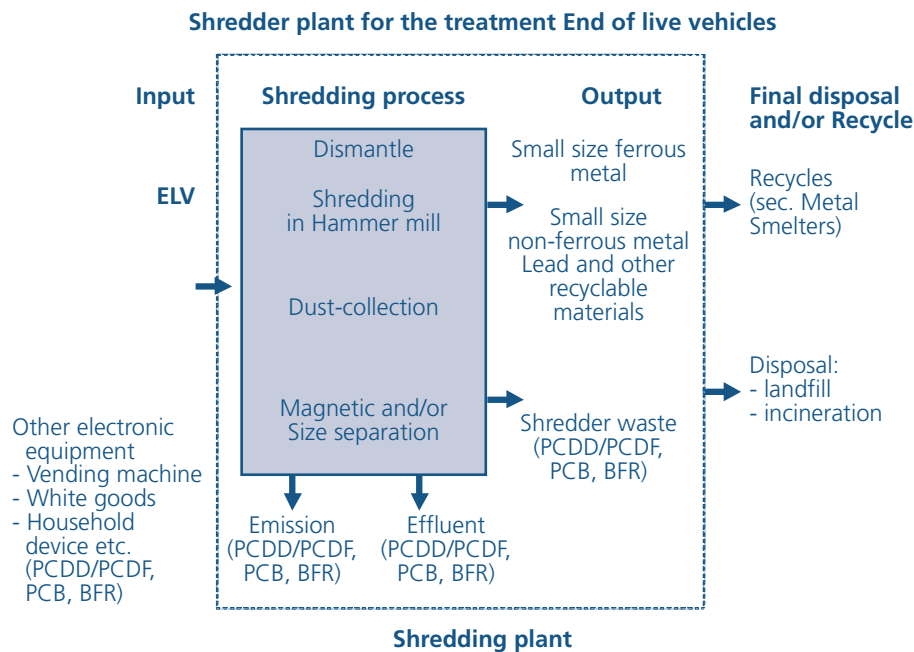 Shredder plant for the treatment End of live vehicles
Input
Shredding process
Output
Final disposal
and/or Recycle
ELV
Other electronic
equipment
- Vending machine
- White goods
- Household
device etc.
(PCDD/PCDF,
PCB, BFR)
Dismantle
Shredding
in Hammer mill
Dust-collection
Magnetic and/or
Size separation
Emission
(PCDD/PCDF,
PCB, BFR)
Effluent
(PCDD/PCDF,
PCB, BFR)
Small size ferrous
metal
Small size
non-ferrous metal
Lead and other
recyclable
materials
Shredder waste
(PCDD/PCDF,
PCB, BFR)
Recycles
(sec. Metal
Smelters)
Disposal:
- landfill
- incineration
Shredding plant